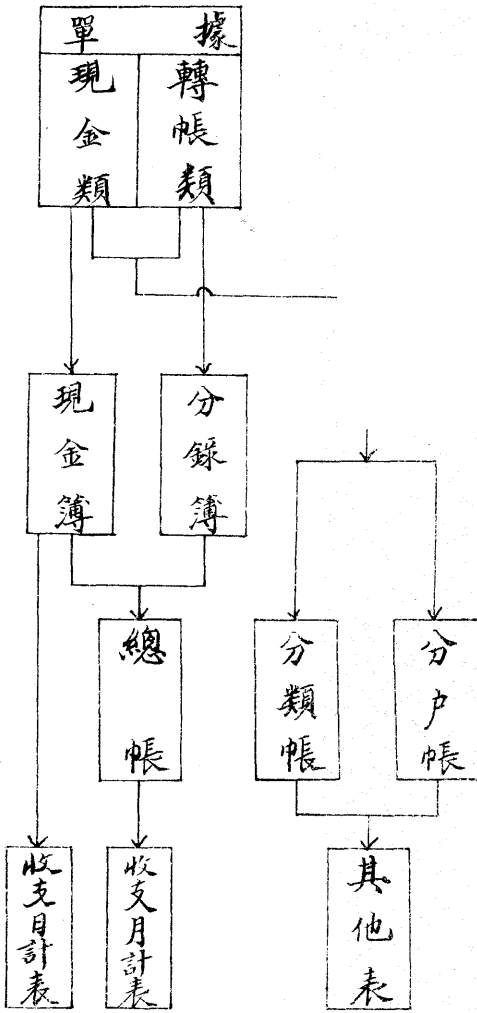 單據
現金類
轉帳類
現金簿
分錄簿
總帳
分類帳
分户帳
收支日計表
收支月計表
其他表